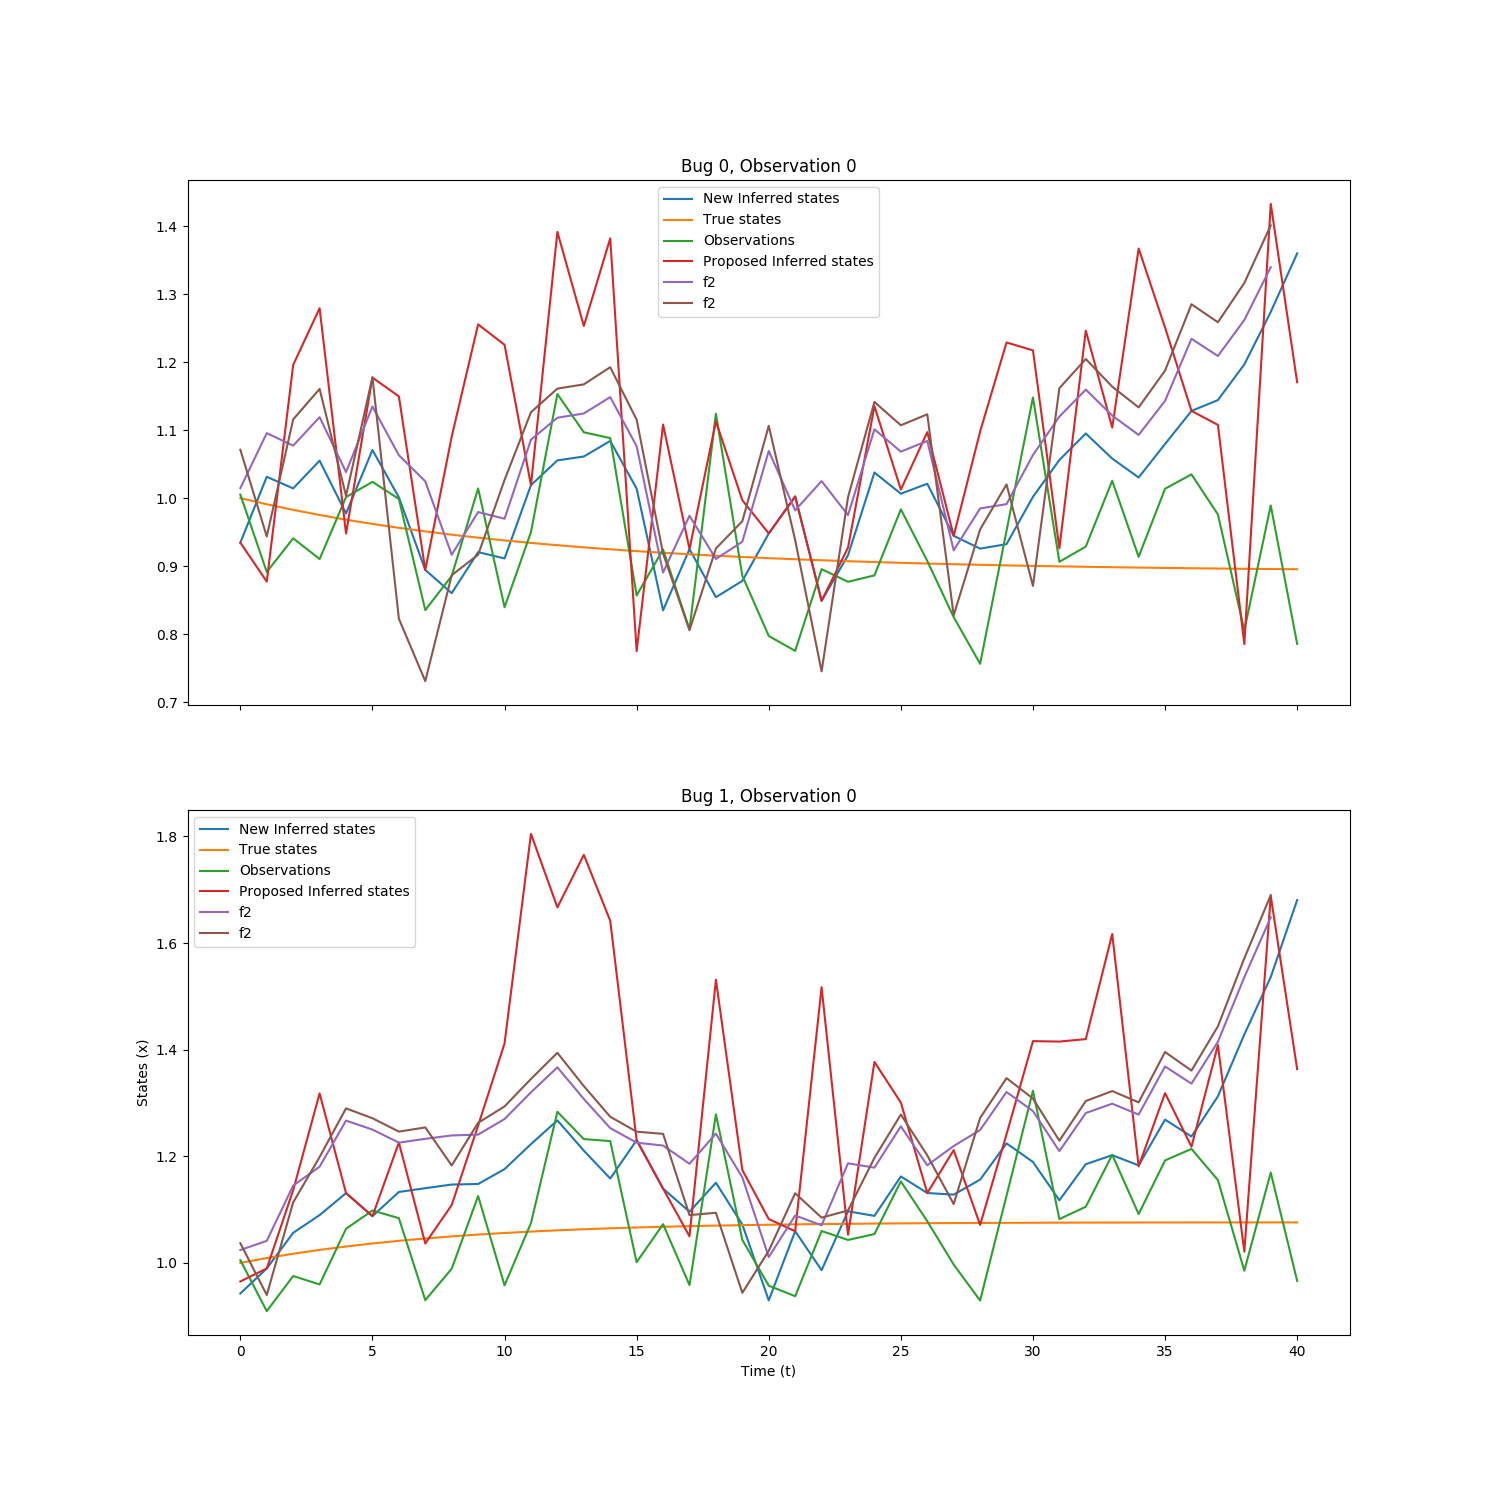 Bug 0, Observation 0
New Inferred states
True states
Observations
Proposed Inferred states
f2
f2
1.4
1.3
1.2
1.1
1.0
0.9
0.8
0.7
Bug 1, Observation 0
New Inferred states
True states
Observations
Proposed Inferred states
f2
f2
1.8
1.6
1.4
1.2
1.0
States (x)
0 5 10 15 20 25 30 35 40
Time (t)